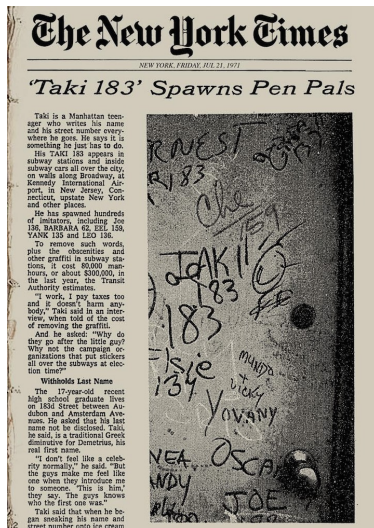 The New York Times
NEW YORK, FRIDAY, JUL 21, 1971
'Taki 183' Spawns Pen Pals
Taki is a Manhattan teen-
ager who writes his name
and his street number every-
where he goes. He says it is
something he just has to do.
His TAKI 183 appears in
subway stations and inside
subway cars all over the city,
on walls along Broadway, at
Kennedy International Air-
port, in New Jersey, Con-
necticut, upstate New York
and other places.
He has spawned hundreds
of imitators, including Joe
136, BARBARA 62, EEL 159,
YANK 135 and LEO 136.
To remove such words,
plus the obscenities and
other graffiti in subway sta-
tions, it cost 80,000 man-
hours, or about $300,000, in
the last year, the Transit
Authority estimates.
"I work, I pay taxes too
and it doesn't harm any-
body," Taki said in an inter-
view, when told of the cost
of removing the graffiti.
And he asked: "Why do
they go after the little guy?
Why not the campaign or-
ganizations that put stickers
all over the subways at elec-
tion time?"
Withholds Last Name
The 17-year-old recent
high school graduate lives
on 183d Street between Au-
dubon and Amsterdam Ave-
nues. He asked that his last
name not be disclosed. Taki,
he said, is a traditional Greek
diminutive for Demetrius, his
real first name.
"I don't feel like a celeb-
rity normally," he said. "But
the guys make me feel like
one when they introduce me
to someone. 'This is him,'
they say. The guys knows
who the first one was."
Taki said that when he be-
gan sneaking his name and
street number onto ice cream
RNEST
183
TAKI
183
183
Elsie
134
MUNDO
+
VICKY
YOVANY
OSCA
NDY
JOE